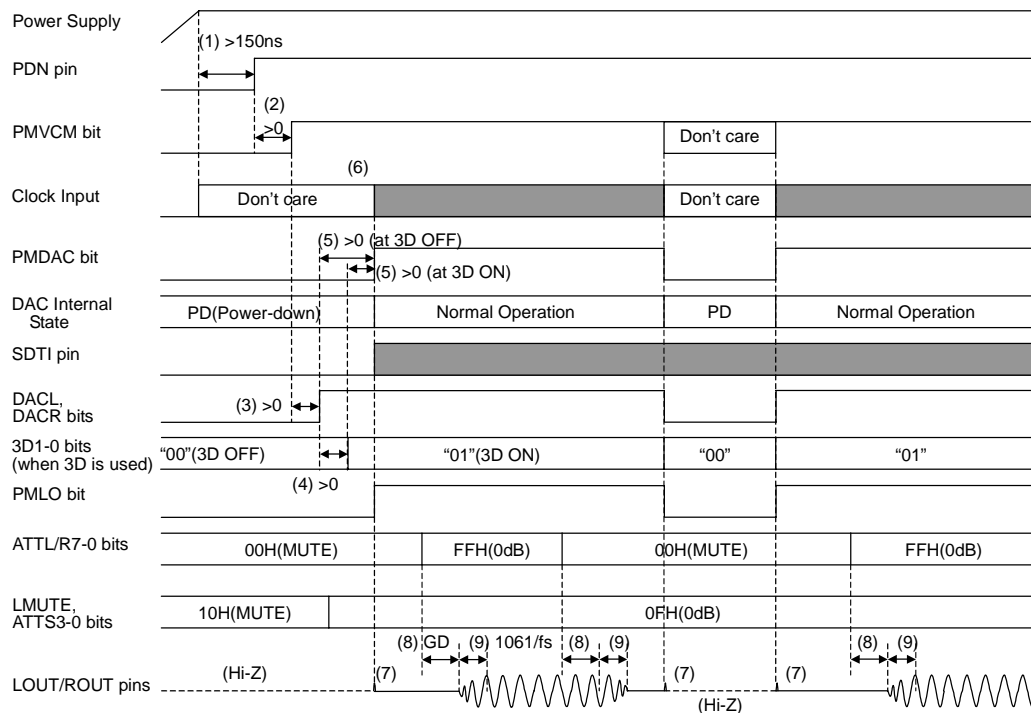 Power Supply
(1) >150ns
PDN pin
(2)
>0
PMVCM bit
Don't care
(6)
Clock Input
Don't care
Don't care
(5) >0 (at 3D OFF)
PMDAC bit
(5) >0 (at 3D ON)
DAC Internal
State
PD(Power-down)
Normal Operation
PD
Normal Operation
SDTI pin
DACL,
DACR bits
(3) >0
3D1-0 bits
(when 3D is used)
“00”(3D OFF)
“01”(3D ON)
“00”
“01”
(4) >0
PMLO bit
ATTL/R7-0 bits
00H(MUTE)
FFH(0dB)
00H(MUTE)
FFH(0dB)
LMUTE,
ATTS3-0 bits
10H(MUTE)
0FH(0dB)
(8) GD (9) 1061/fs (8) (9) (8) (9)
LOUT/ROUT pins
(Hi-Z)
(7)
(7)
(7)
(Hi-Z)